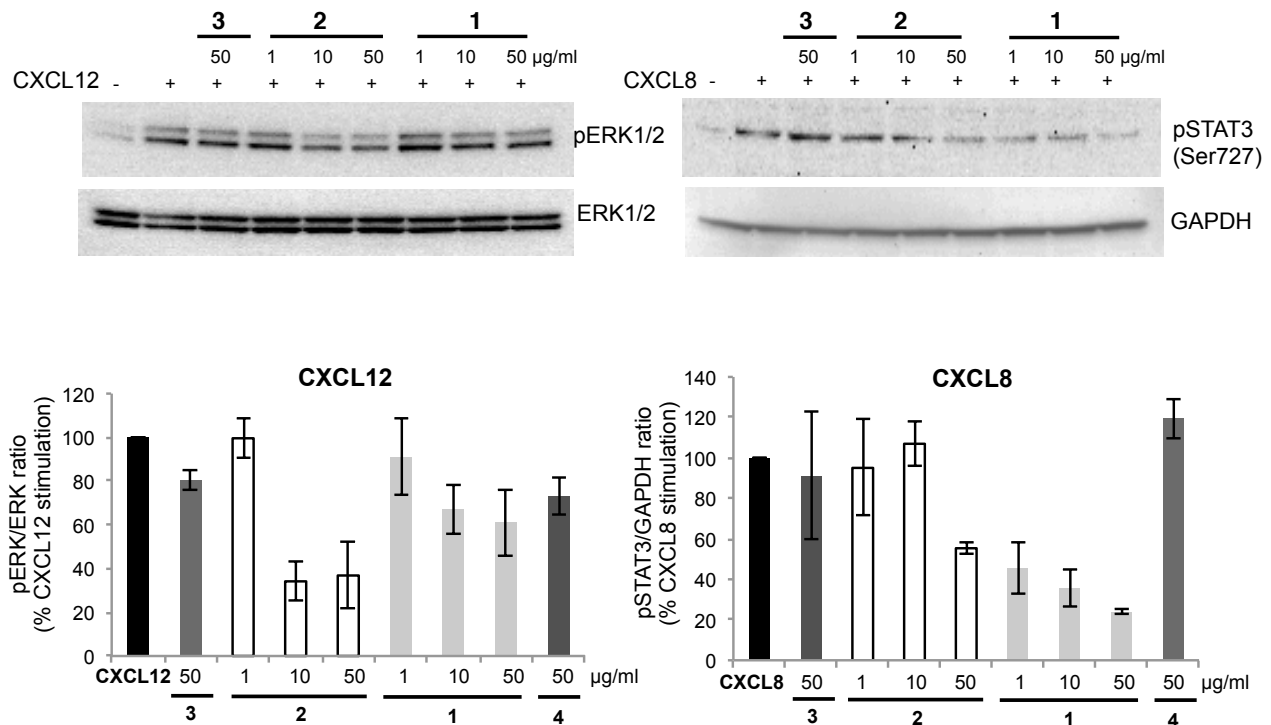 3 2 1
50 1 10 50 1 10 50 µg/ml
CXCL12 - + + + + + + + +
pERK1/2
ERK1/2
3 2 1
50 1 10 50 1 10 50 µg/ml
CXCL8 - + + + + + + + +
pSTAT3
(Ser727)
GAPDH
CXCL12
pERK/ERK ratio
(% CXCL12 stimulation)
120
100
80
60
40
20
0
CXCL12 50 1 10 50 1 10 50 50 µg/ml
3 2 1 4
CXCL8
pSTAT3/GAPDH ratio
(% CXCL8 stimulation)
140
120
100
80
60
40
20
0
CXCL8 50 1 10 50 1 10 50 50 µg/ml
3 2 1 4